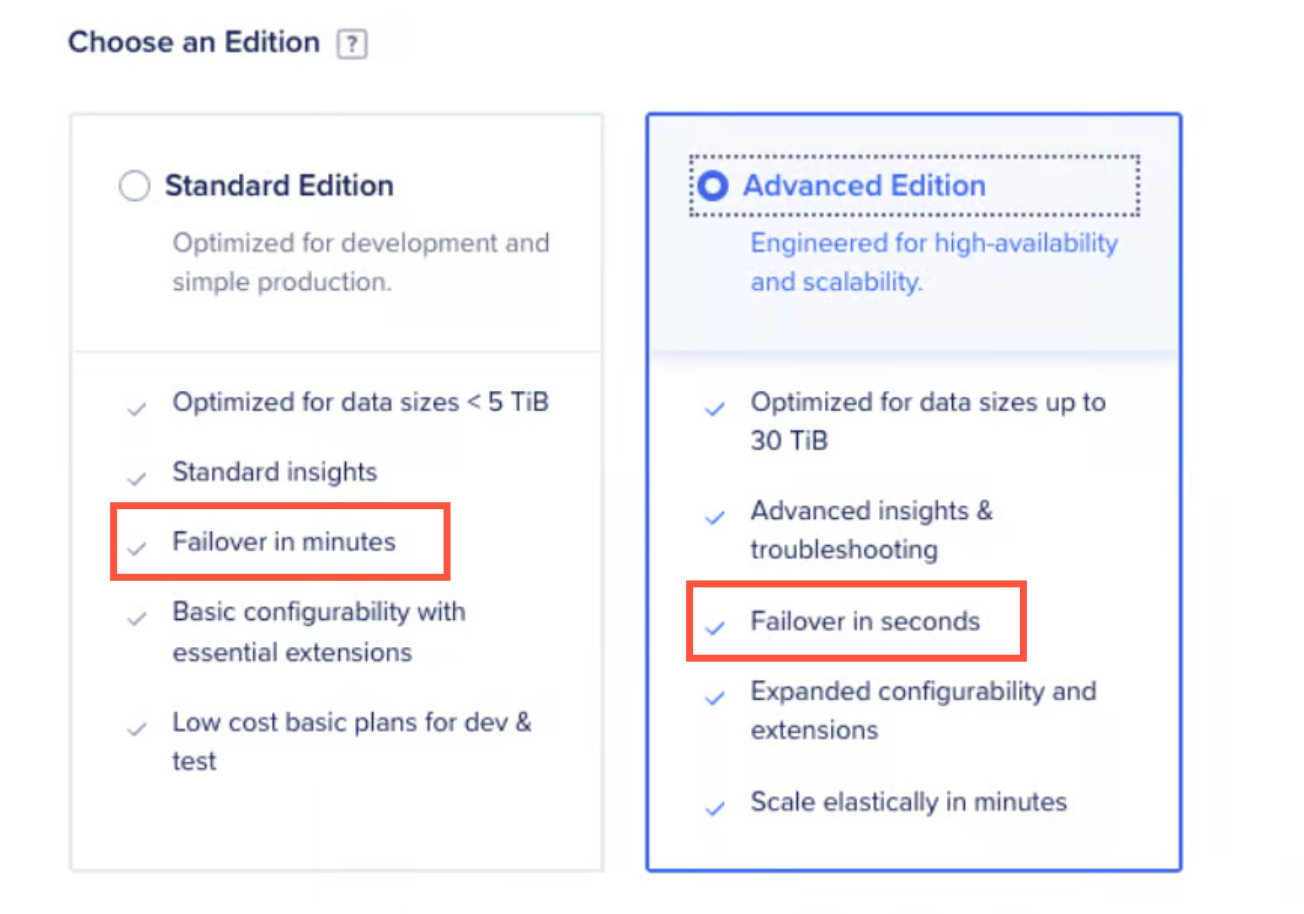 Choose an Edition ?
Standard Edition
Optimized for development and
simple production.
Optimized for data sizes < 5 TiB
Standard insights
Failover in minutes
Basic configurability with
essential extensions
Low cost basic plans for dev &
test
Advanced Edition
Engineered for high-availability
and scalability.
Optimized for data sizes up to
30 TiB
Advanced insights &
troubleshooting
Failover in seconds
Expanded configurability and
extensions
Scale elastically in minutes